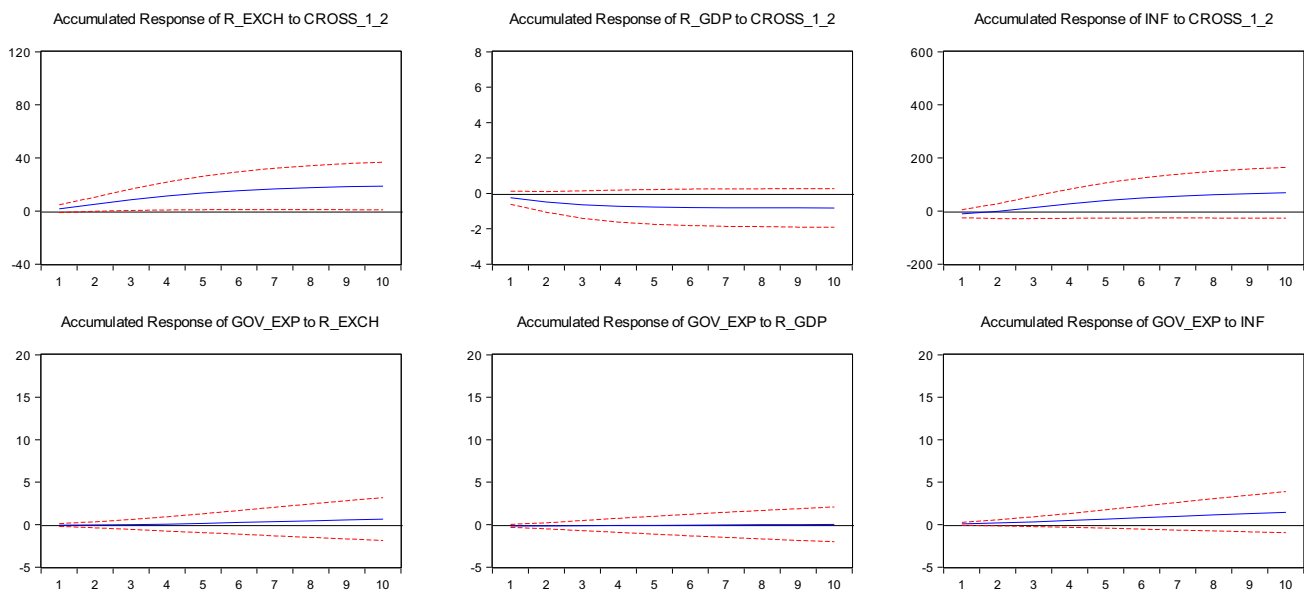 Accumulated Response of R_EXCH to CROSS_1_2
120
80
40
0
-40
1 2 3 4 5 6 7 8 9 10
Accumulated Response of R_GDP to CROSS_1_2
8
6
4
2
0
-2
-4
1 2 3 4 5 6 7 8 9 10
Accumulated Response of INF to CROSS_1_2
600
400
200
0
-200
1 2 3 4 5 6 7 8 9 10
Accumulated Response of GOV_EXP to R_EXCH
20
15
10
5
0
-5
1 2 3 4 5 6 7 8 9 10
Accumulated Response of GOV_EXP to R_GDP
20
15
10
5
0
-5
1 2 3 4 5 6 7 8 9 10
Accumulated Response of GOV_EXP to INF
20
15
10
5
0
-5
1 2 3 4 5 6 7 8 9 10